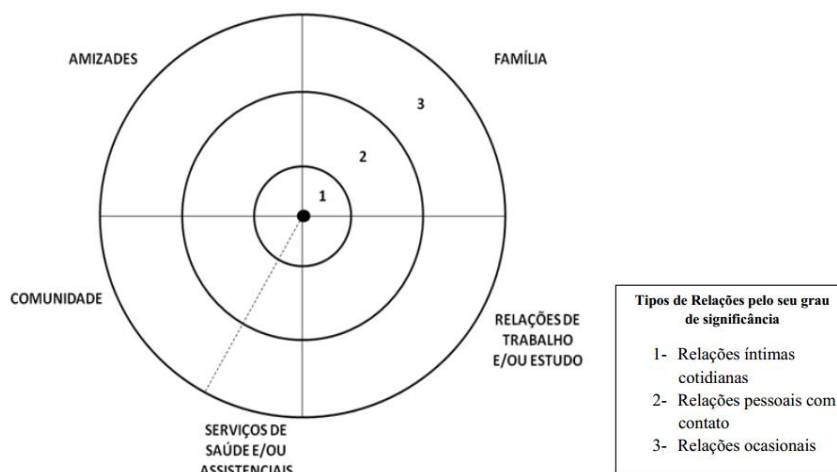 AMIZADES
FAMÍLIA
3
2
1
COMUNIDADE
RELAÇÕES DE
TRABALHO
E/OU ESTUDO
SERVIÇOS DE
SAÚDE E/OU
ASSISTENCIAIS
Tipos de Relações pelo seu grau
de significância
1- Relações íntimas
cotidianas
2- Relações pessoais com
contato
3- Relações ocasionais